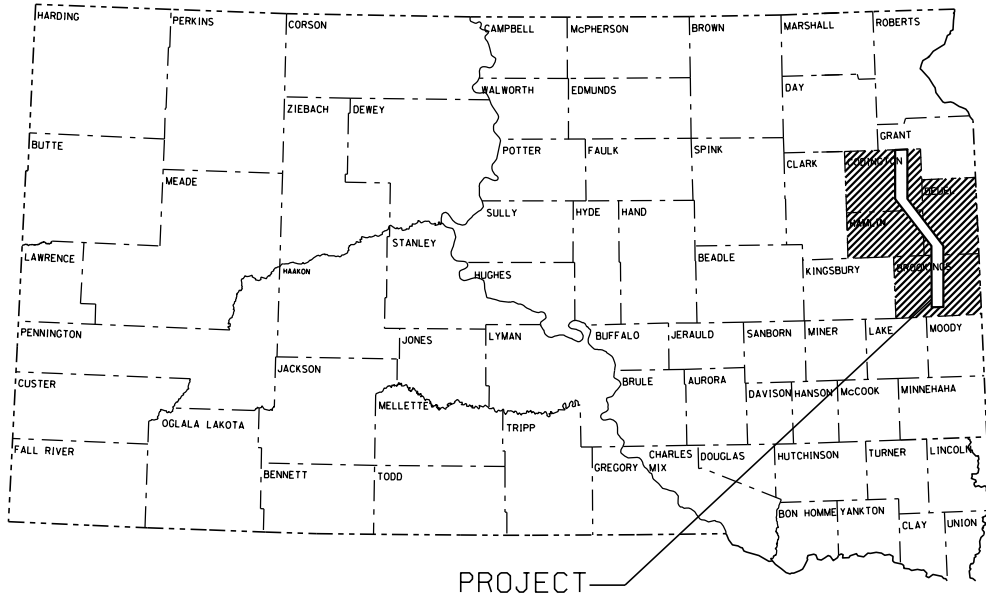 HARDING
PERKINS
CORSON
CAMPBELL
McPHERSON
BROWN
MARSHALL
ROBERTS
WALWORTH
EDMUNDS
DAY
ZIEBACH
DEWEY
GRANT
BUTTE
POTTER
FAULK
SPINK
CLARK
CODINGTON
MEADE
DEUEL
SULLY
HYDE
HAND
HAMLIN
STANLEY
LAWRENCE
HAAKON
HUGHES
BEADLE
KINGSBURY
BROOKINGS
PENNINGTON
JONES
LYMAN
BUFFALO
JERAULD
SANBORN
MINER
LAKE
MOODY
JACKSON
CUSTER
BRULE
AURORA
DAVISON
HANSON
McCOOK
MINNEHAHA
MELLETTE
OGLALA LAKOTA
TRIPP
FALL RIVER
CHARLES
MIX
DOUGLAS
HUTCHINSON
TURNER
LINCOLN
BENNETT
TODD
GREGORY
BON HOMME
YANKTON
CLAY
UNION
PROJECT